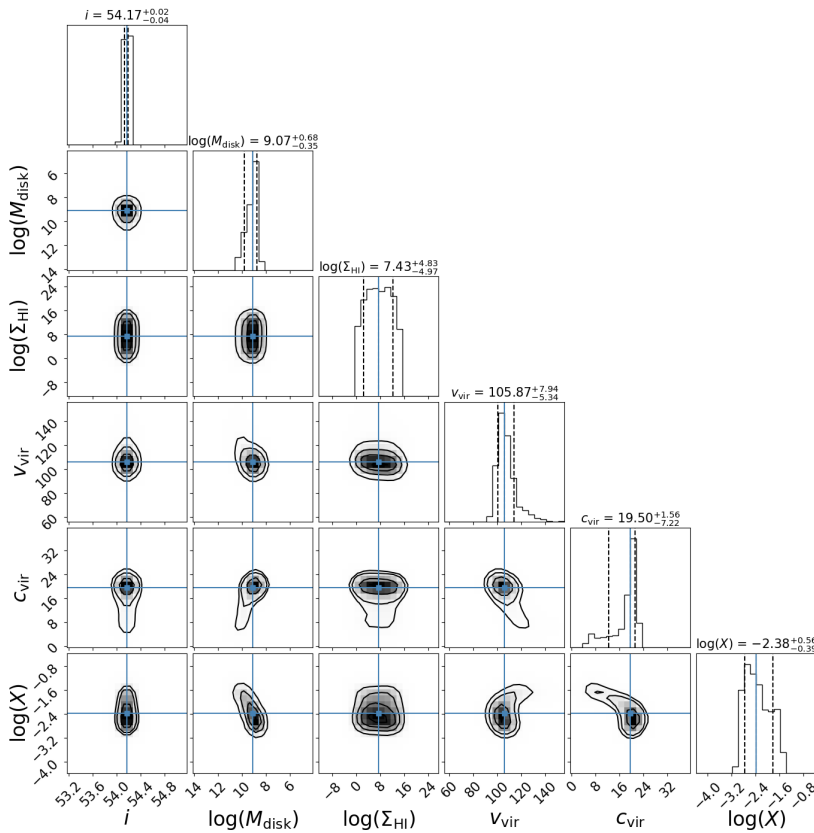 i = 54.17 +0.02 −0.04
log(M_disk) = 9.07 +0.68 −0.35
log(M_disk)
6
8
10
12
14
log(Σ_HI) = 7.43 +4.83 −4.97
log(Σ_HI)
24
16
8
0
−8
v_vir = 105.87 +7.94 −5.34
v_vir
140
120
100
80
60
c_vir = 19.50 +1.56 −7.22
c_vir
32
24
16
8
0
log(X) = −2.38 +0.56 −0.39
log(X)
−0.8
−1.6
−2.4
−3.2
−4.0
53.2 53.6 54.0 54.4 54.8
14 12 10 8 6 4
−8 0 8 16 24
60 100 140
0 8 16 24 32
−4.0 −3.2 −2.4 −1.6 −0.8
i log(M_disk) log(Σ_HI) v_vir c_vir log(X)